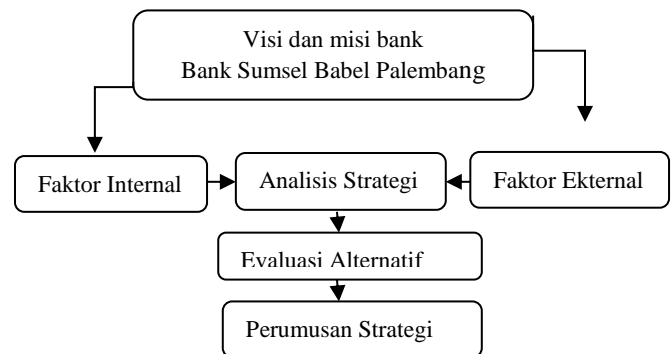 Visi dan misi bank
Bank Sumsel Babel Palembang
Faktor Internal
Analisis Strategi
Faktor Ekternal
Evaluasi Alternatif
Perumusan Strategi